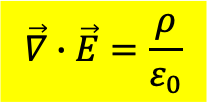 ∇⃗ · E⃗ = ρ/ε₀